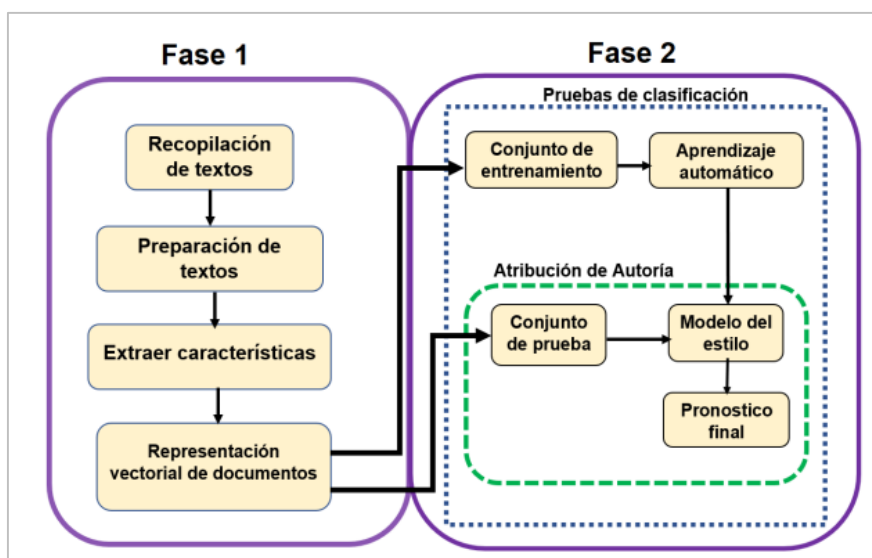 Fase 1
Recopilación
de textos
Preparación de
textos
Extraer característícas
Representación
vectorial de documentos
Fase 2
Pruebas de clasificación
Conjunto de
entrenamiento
Aprendizaje
automático
Atribución de Autoría
Conjunto
de prueba
Modelo del
estilo
Pronostico
final